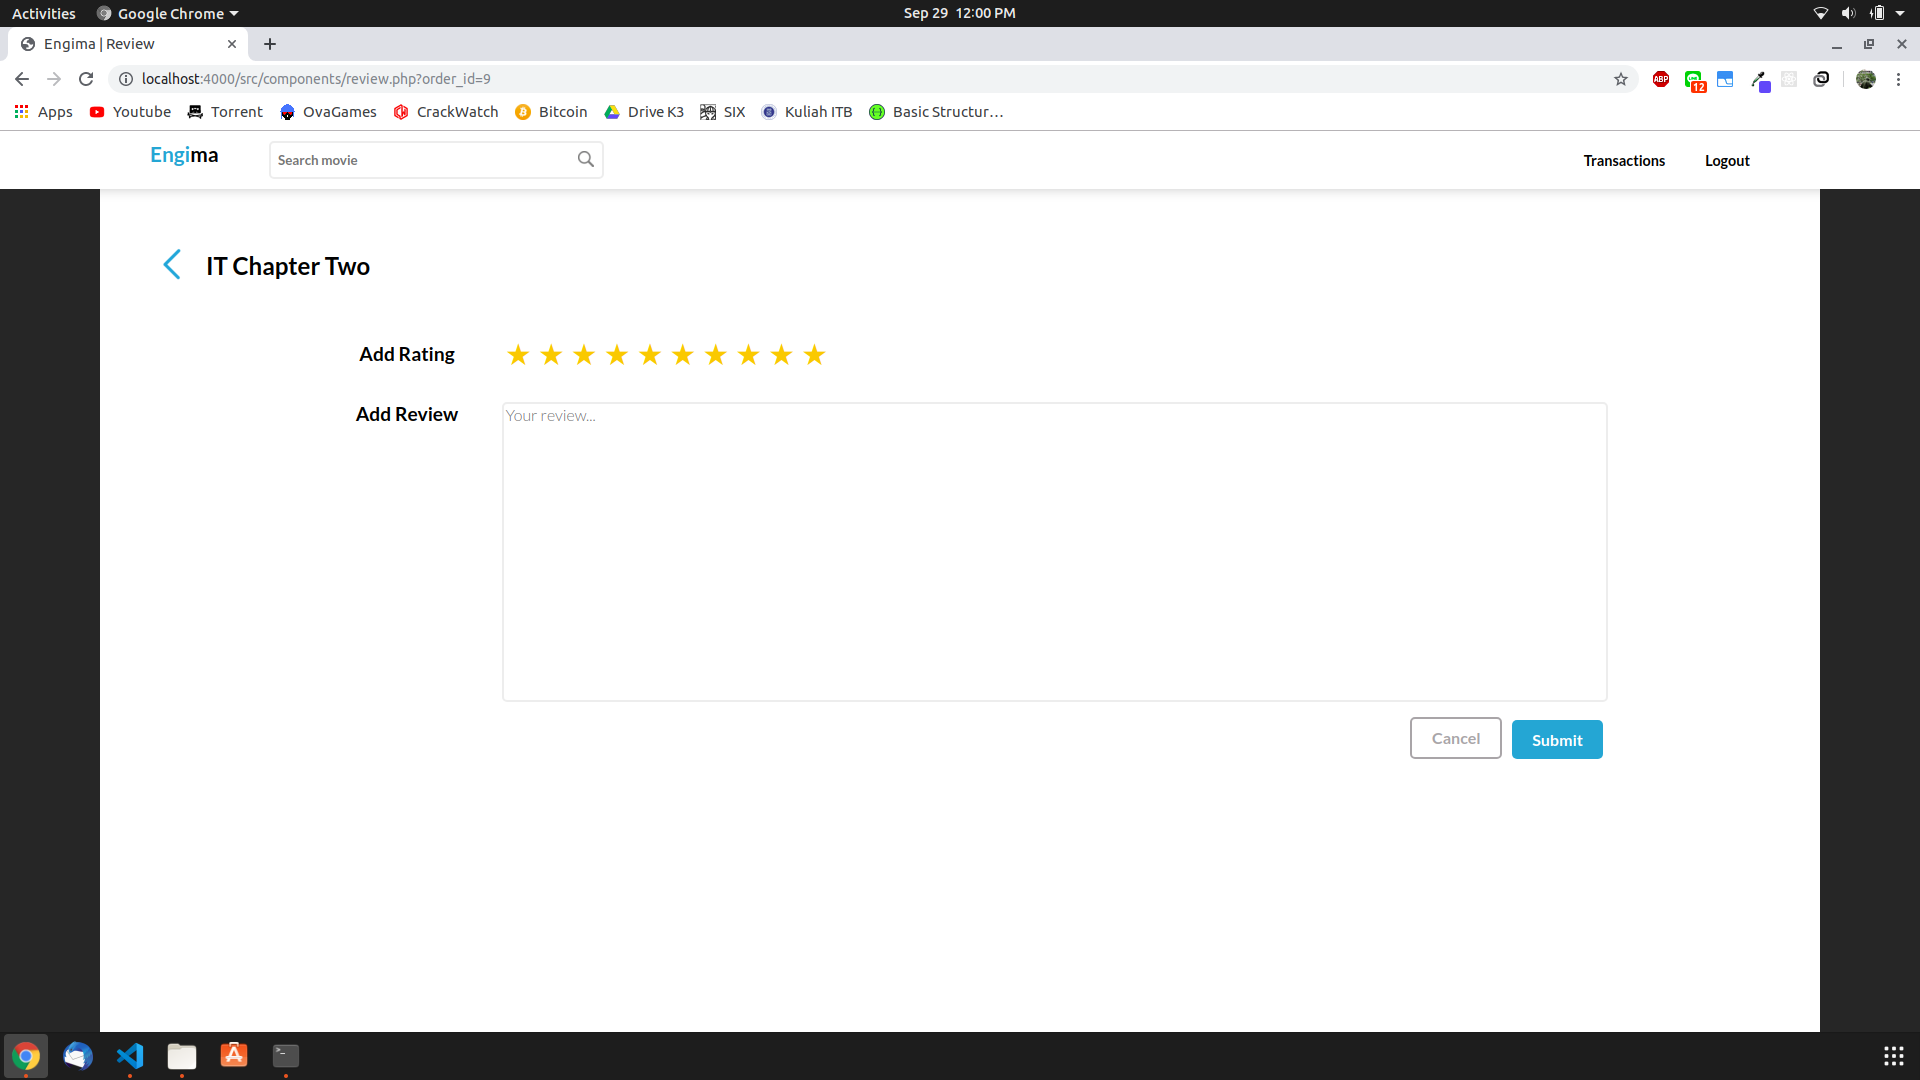 Activities Google Chrome Sep 29 12:00 PM
Engima | Review
localhost:4000/src/components/review.php?order_id=9 ABP 12
Apps Youtube Torrent OvaGames CrackWatch Bitcoin Drive K3 SIX Kuliah ITB Basic Structur...
Engima Search movie Transactions Logout
IT Chapter Two
Add Rating
Add Review Your review...
Cancel Submit